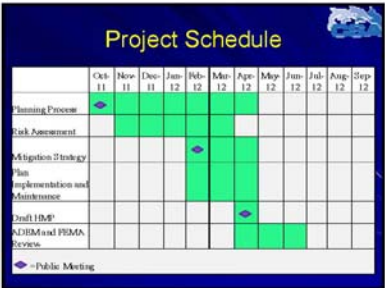 Project Schedule
Oct-11 Nov-11 Dec-11 Jan-12 Feb-12 Mar-12 Apr-12 May-12 Jun-12 Jul-12 Aug-12 Sep-12
Planning Process
Risk Assessment
Mitigation Strategy
Plan
Implementation and
Maintenance
Draft HMP
ADEM and FEMA
Review
=Public Meeting